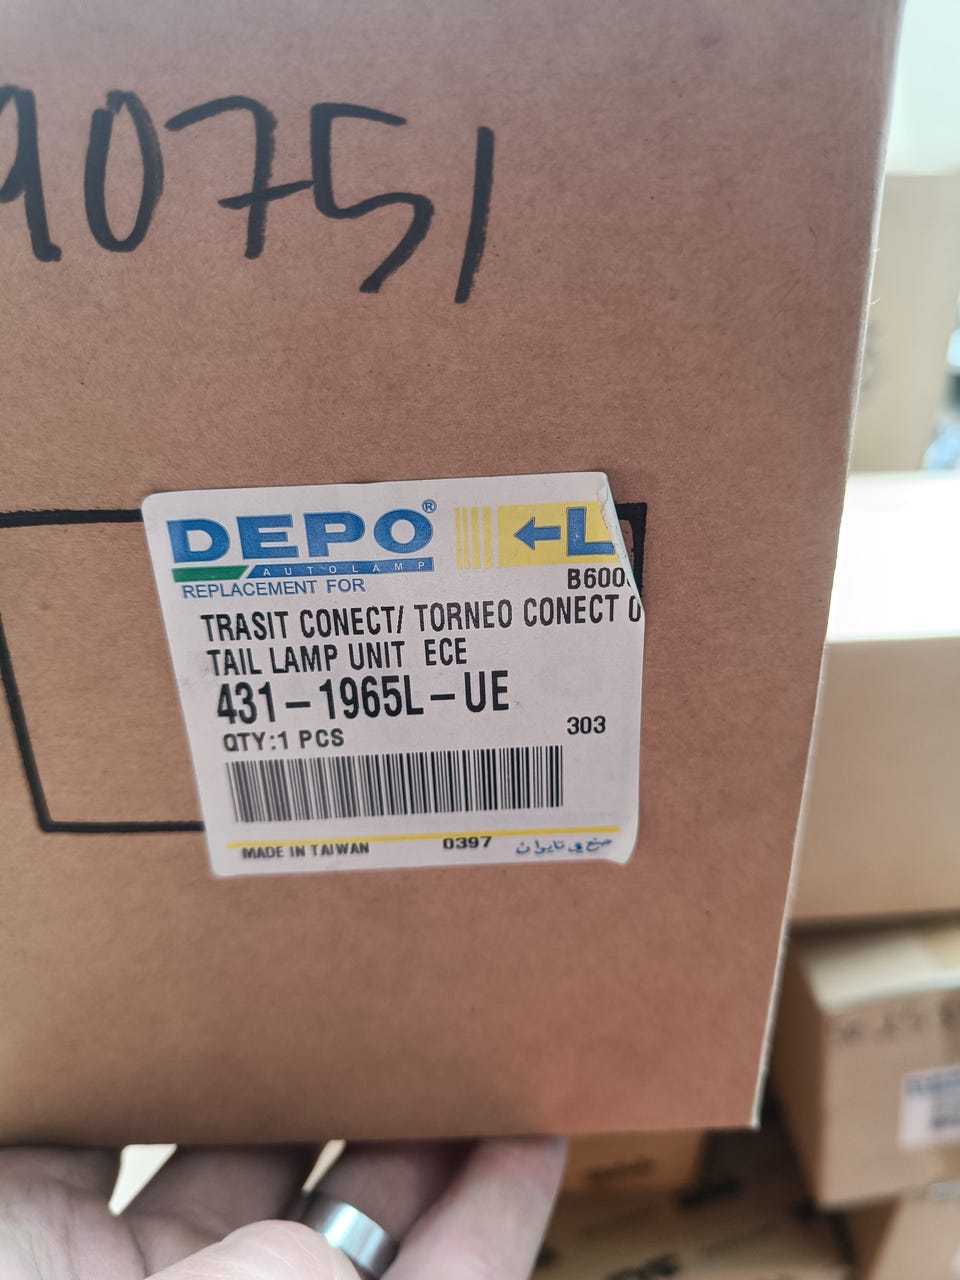 90751
DEPO®
AUTOLAMP
←L
REPLACEMENT FOR
B600
TRASIT CONECT/ TORNEO CONECT 0
TAIL LAMP UNIT ECE
431-1965L-UE
QTY:1 PCS
303
MADE IN TAIWAN 0397 صنع في تايوان